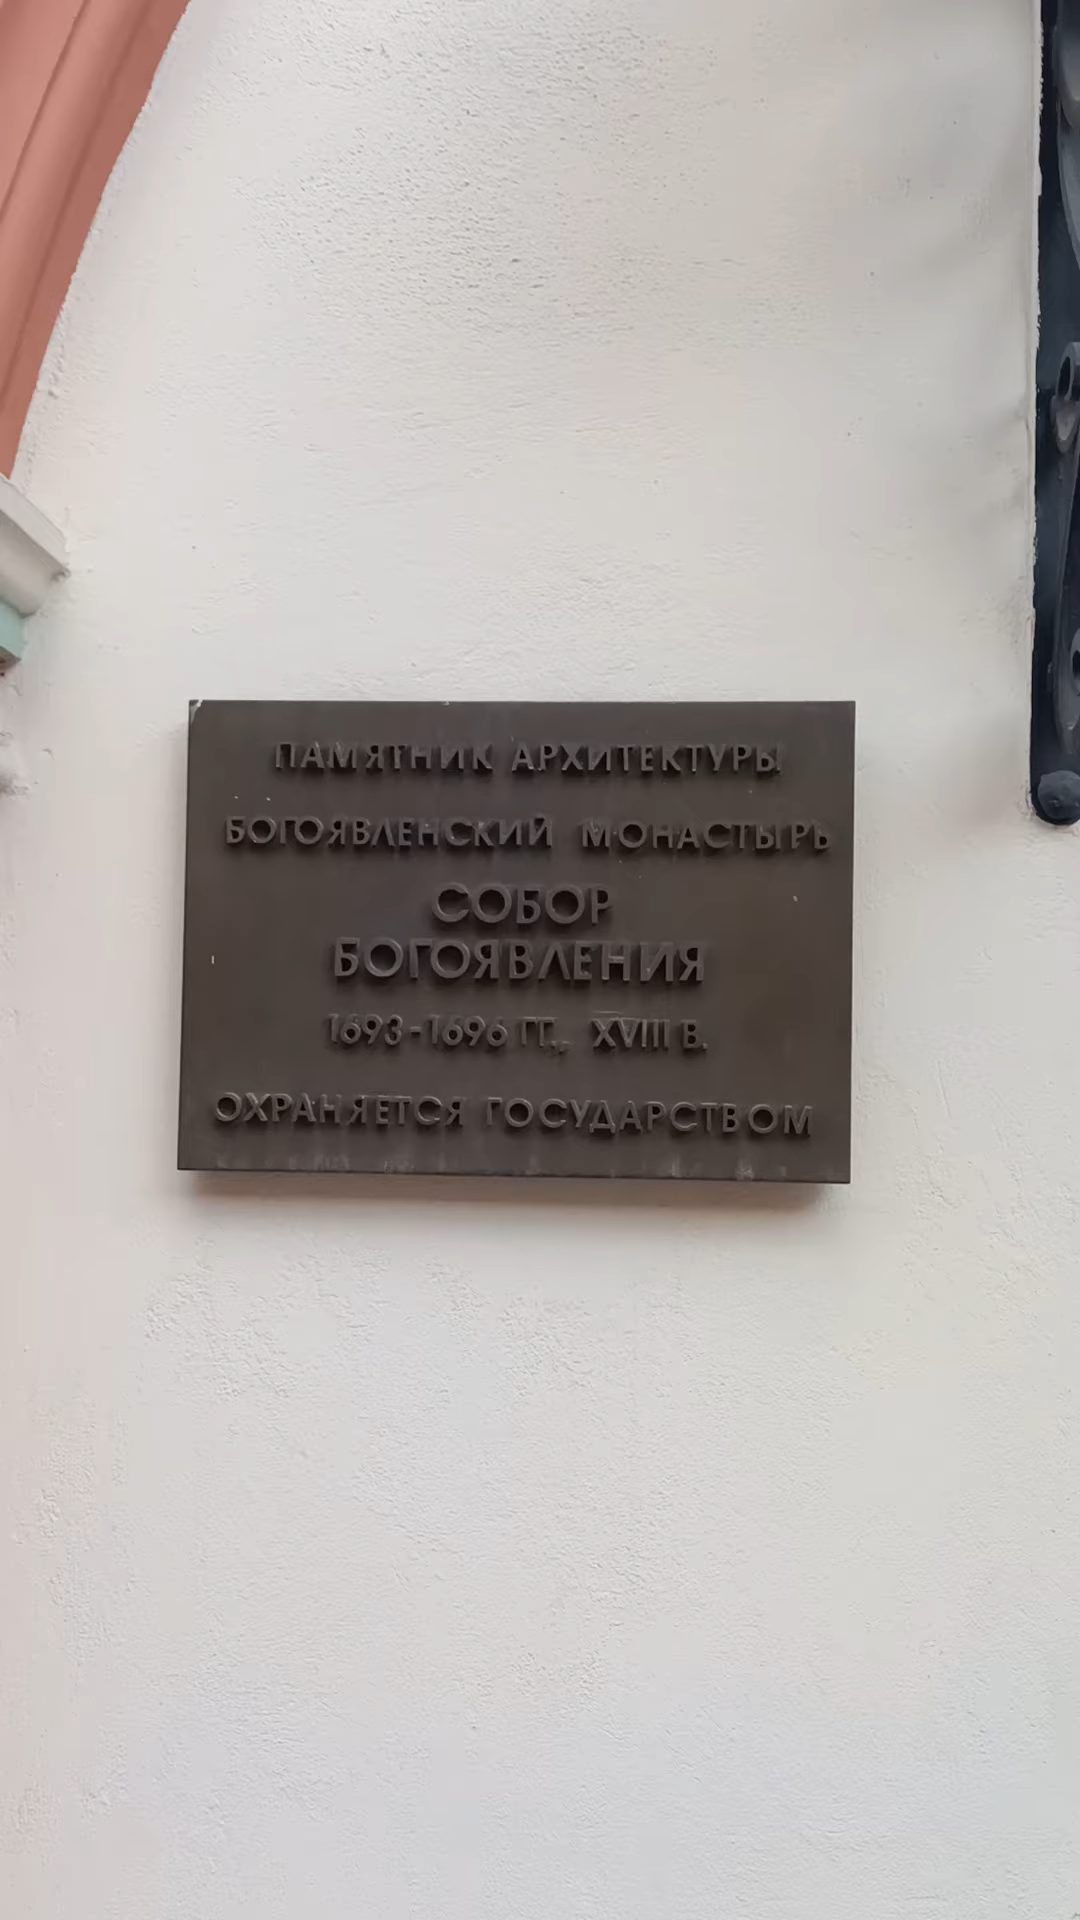 ПАМЯТНИК АРХИТЕКТУРЫ
БОГОЯВЛЕНСКИЙ МОНАСТЫРЬ
СОБОР
БОГОЯВЛЕНИЯ
1693-1696 ГГ., XVIII В.
ОХРАНЯЕТСЯ ГОСУДАРСТВОМ